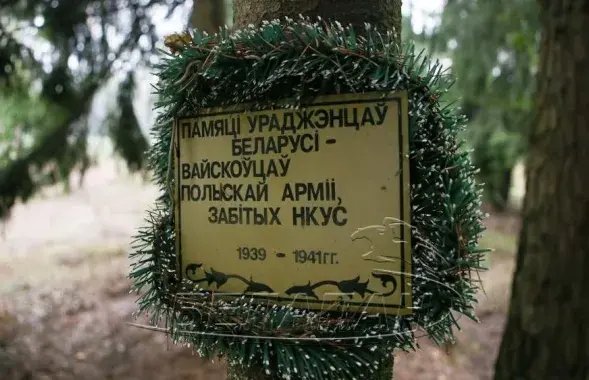 ПАМЯЦІ УРАДЖЭНЦАЎ
БЕЛАРУСІ -
ВАЙСКОЎЦАЎ
ПОЛЬСКАЙ АРМІІ,
ЗАБІТЫХ НКУС
1939 - 1941гг.